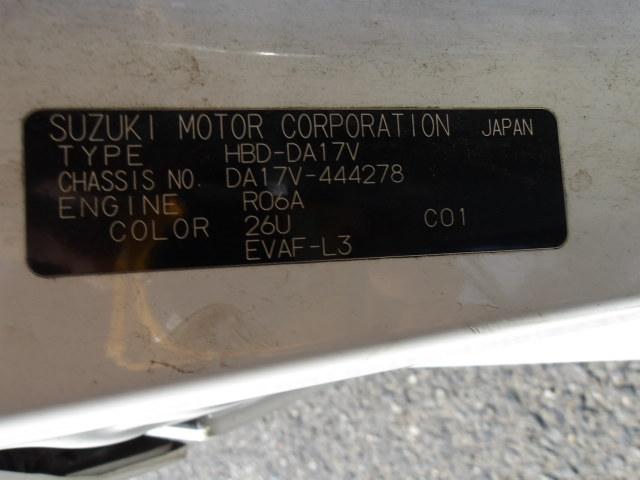 SUZUKI MOTOR CORPORATION JAPAN
TYPE HBD-DA17V
CHASSIS NO. DA17V-444278
ENGINE R06A
COLOR 26U C01
EVAF-L3